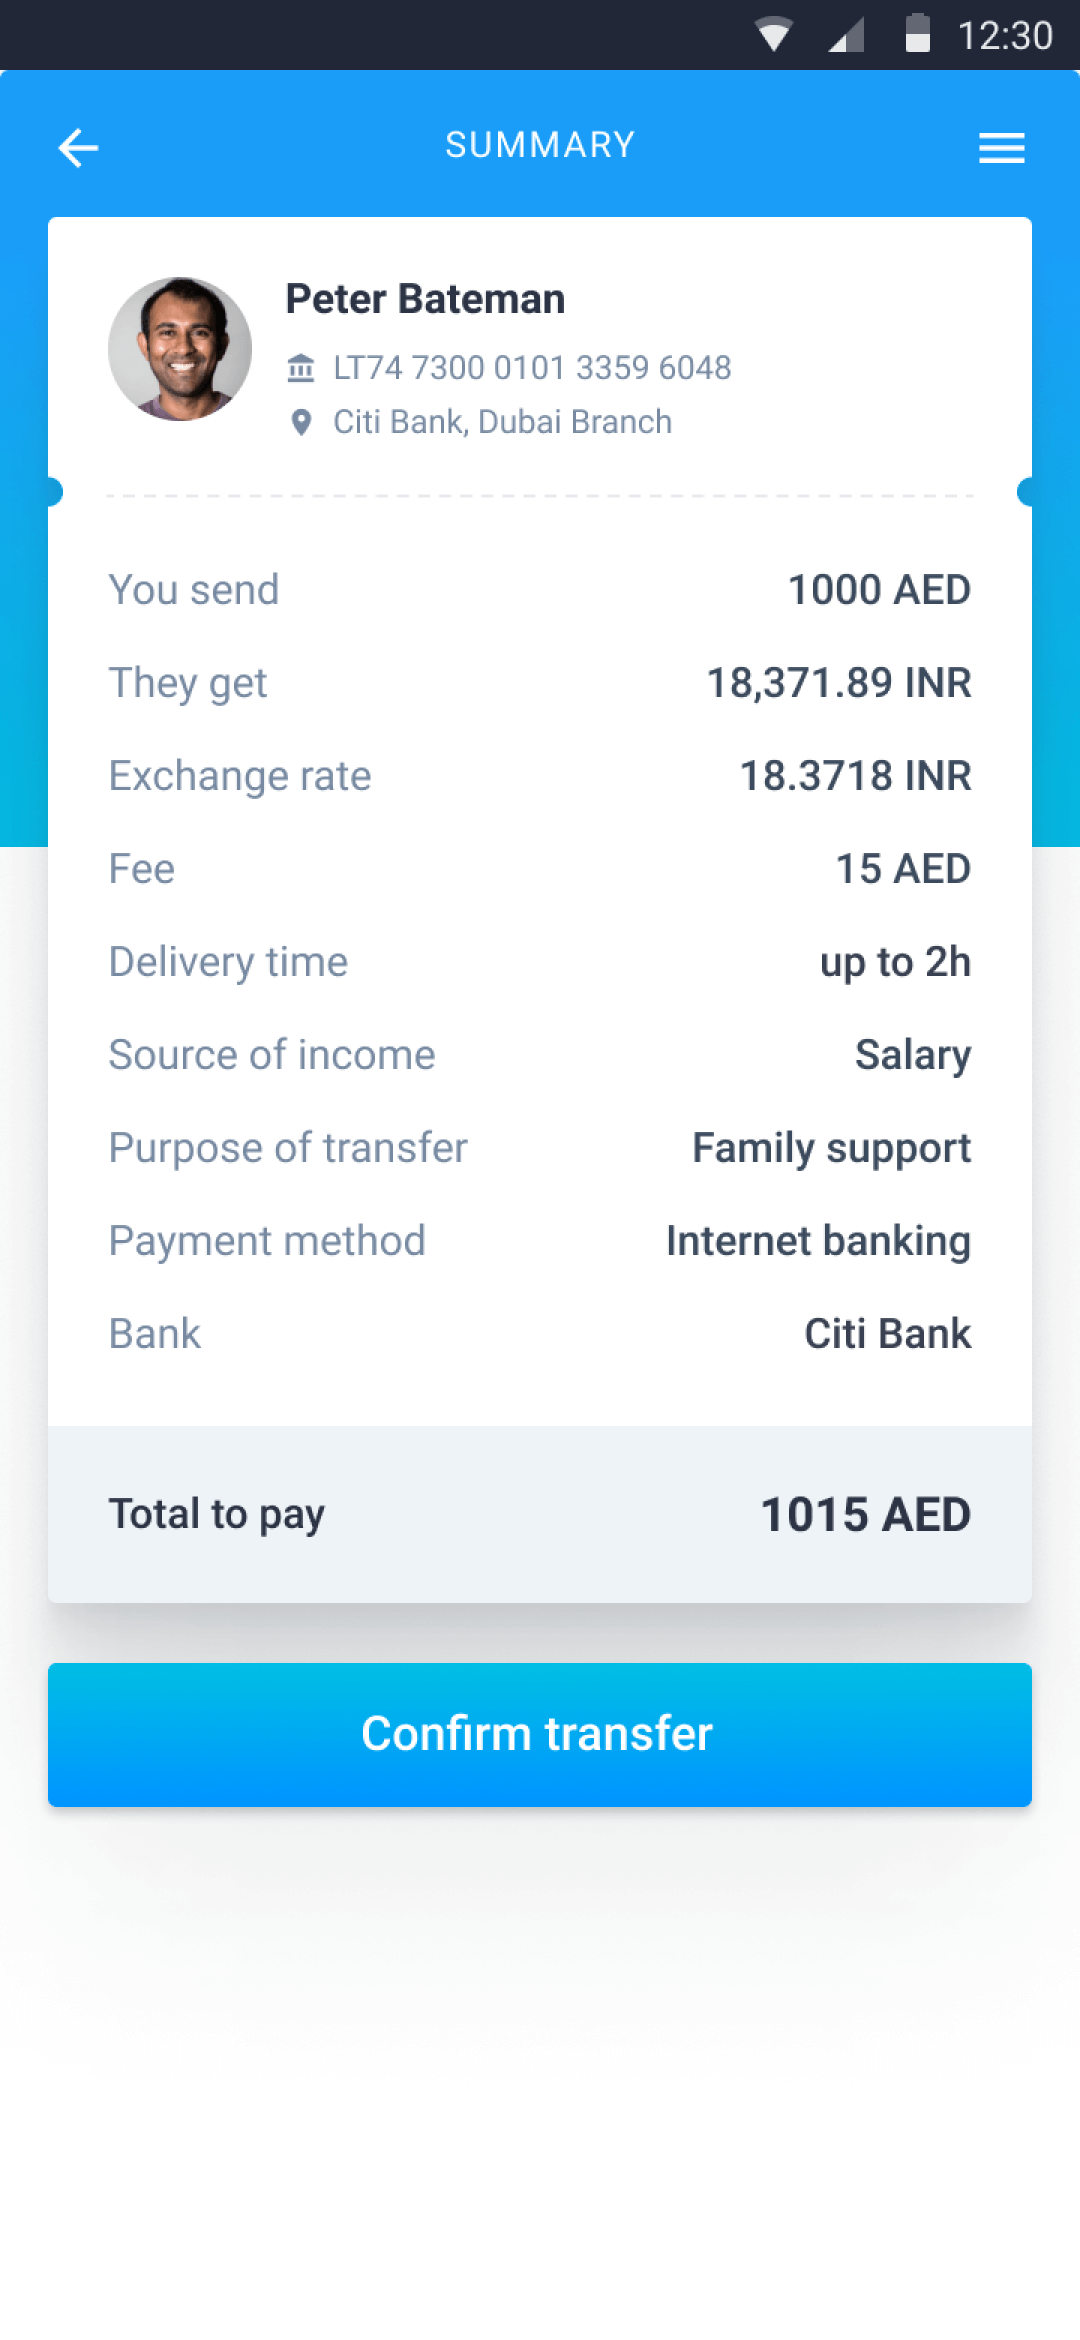 12:30
SUMMARY
Peter Bateman
LT74 7300 0101 3359 6048
Citi Bank, Dubai Branch
You send 1000 AED
They get 18,371.89 INR
Exchange rate 18.3718 INR
Fee 15 AED
Delivery time up to 2h
Source of income Salary
Purpose of transfer Family support
Payment method Internet banking
Bank Citi Bank
Total to pay 1015 AED
Confirm transfer